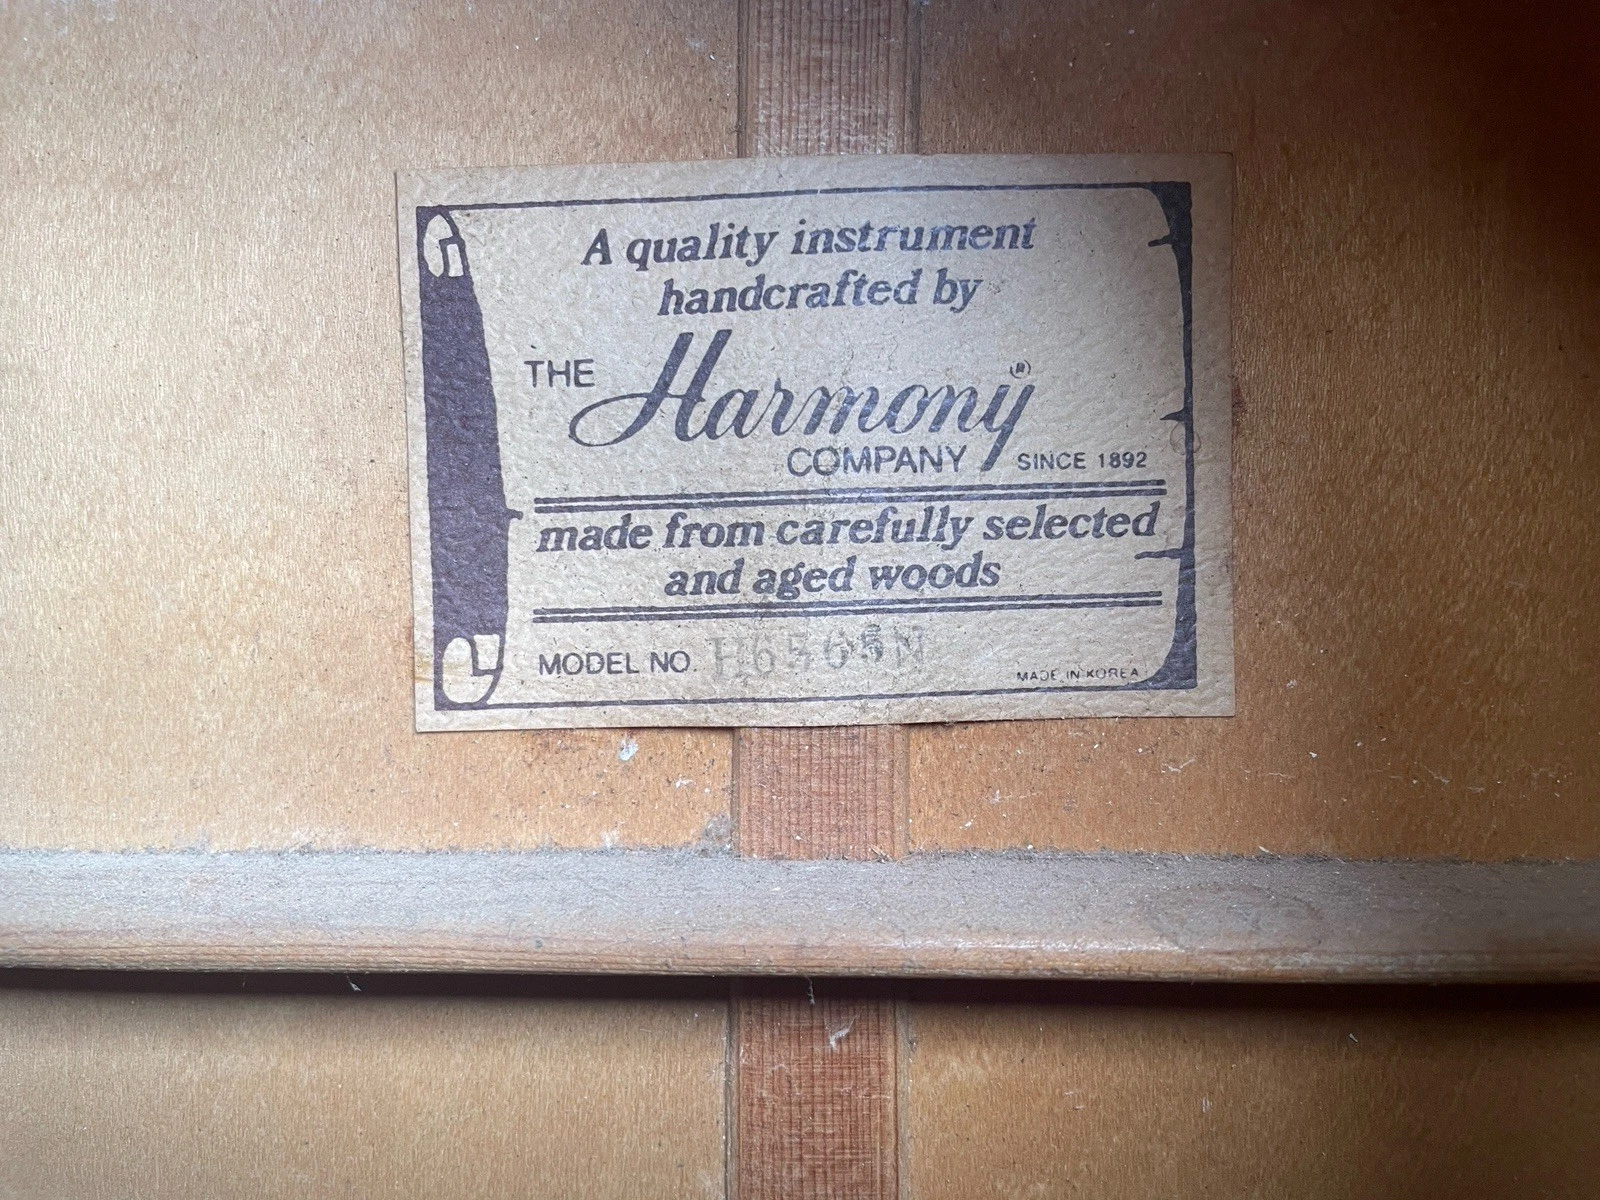 A quality instrument
handcrafted by
THE Harmony®
COMPANY SINCE 1892
made from carefully selected
and aged woods
MODEL NO.
MADE IN KOREA